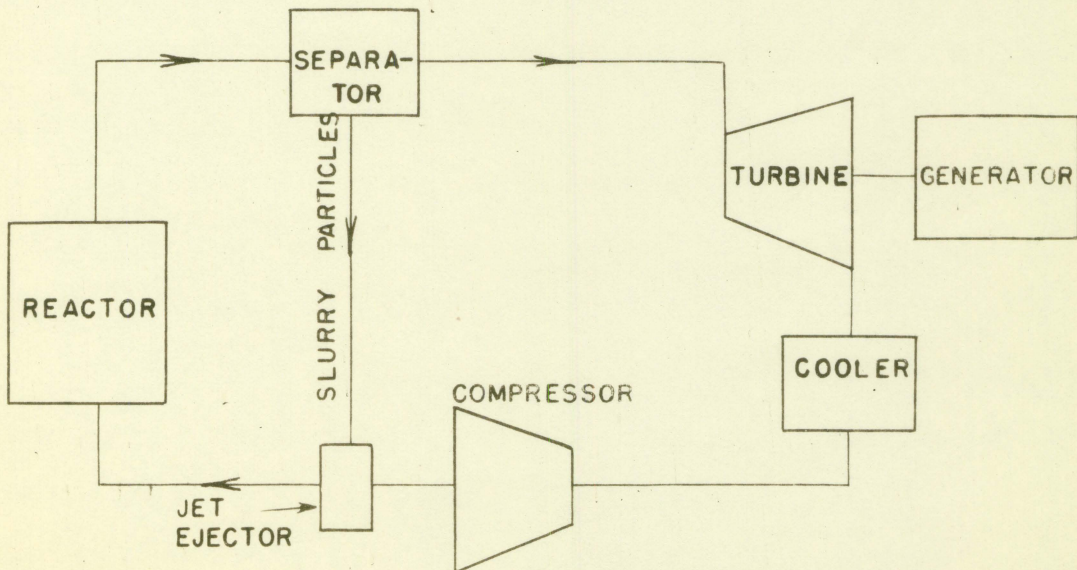 SEPARA-
TOR
TURBINE
GENERATOR
SLURRY PARTICLES
REACTOR
COOLER
COMPRESSOR
JET
EJECTOR